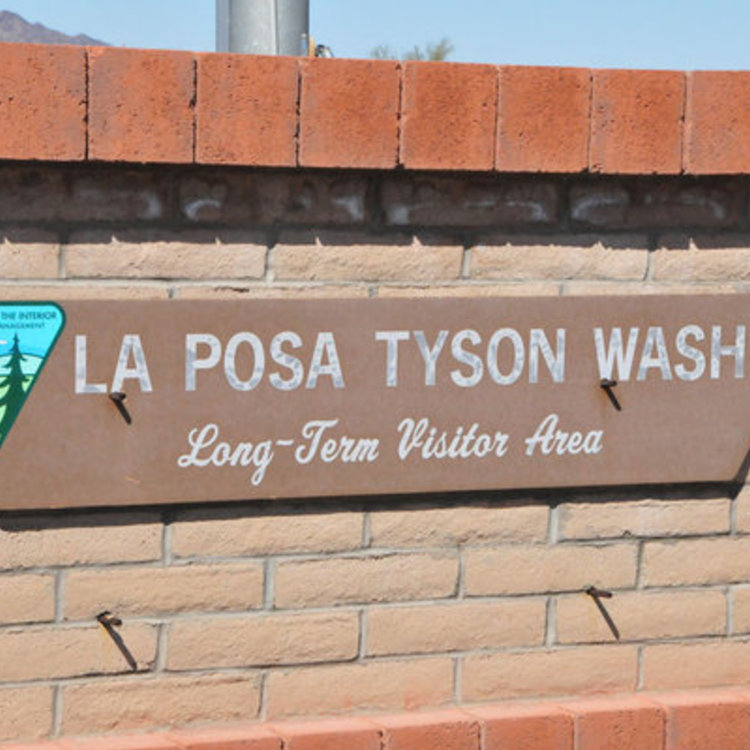 THE INTERIOR
LA POSA TYSON WASH
Long-Term Visitor Area